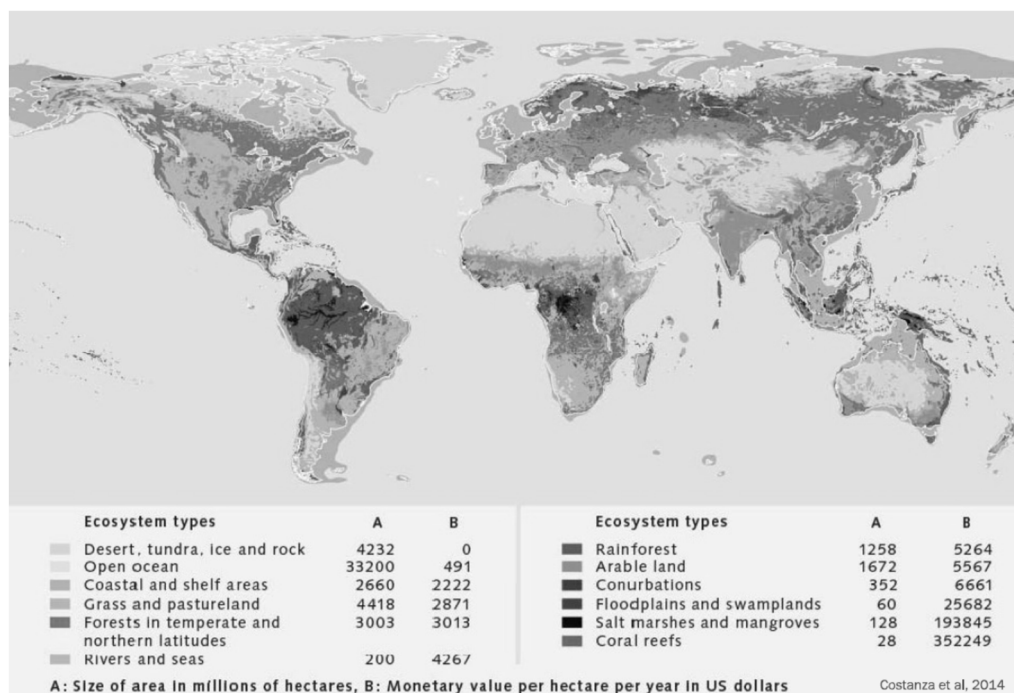 Ecosystem types A B
Desert, tundra, ice and rock 4232 0
Open ocean 33200 491
Coastal and shelf areas 2660 2222
Grass and pastureland 4418 2871
Forests in temperate and 3003 3013
northern latitudes
Rivers and seas 200 4267
Ecosystem types A B
Rainforest 1258 5264
Arable land 1672 5567
Conurbations 352 6661
Floodplains and swamplands 60 25682
Salt marshes and mangroves 128 193845
Coral reefs 28 352249
A: Size of area in millions of hectares, B: Monetary value per hectare per year in US dollars
Costanza et al, 2014